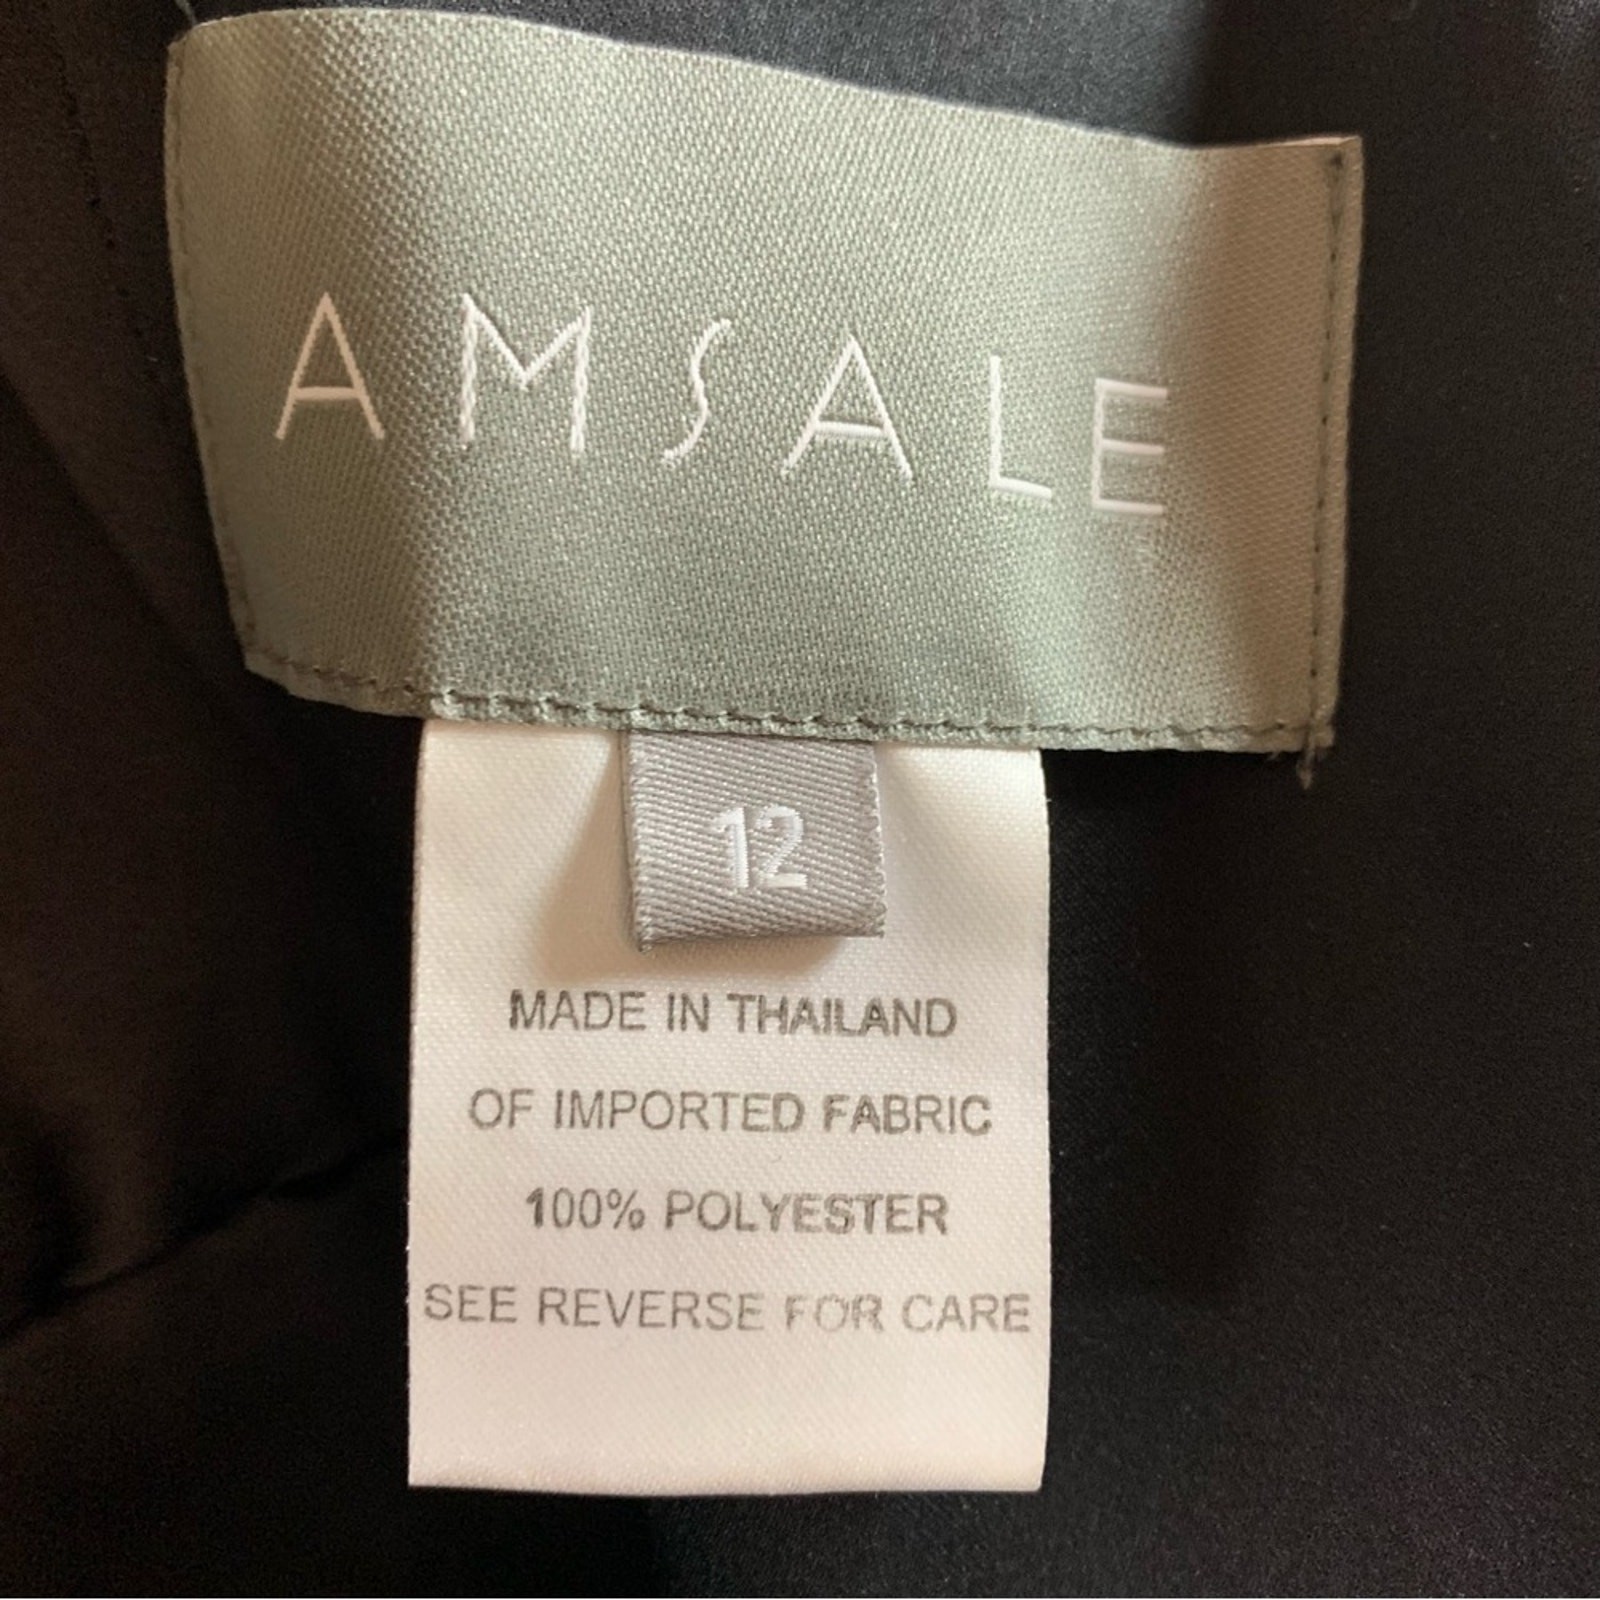 AMSALE
12
MADE IN THAILAND
OF IMPORTED FABRIC
100% POLYESTER
SEE REVERSE FOR CARE